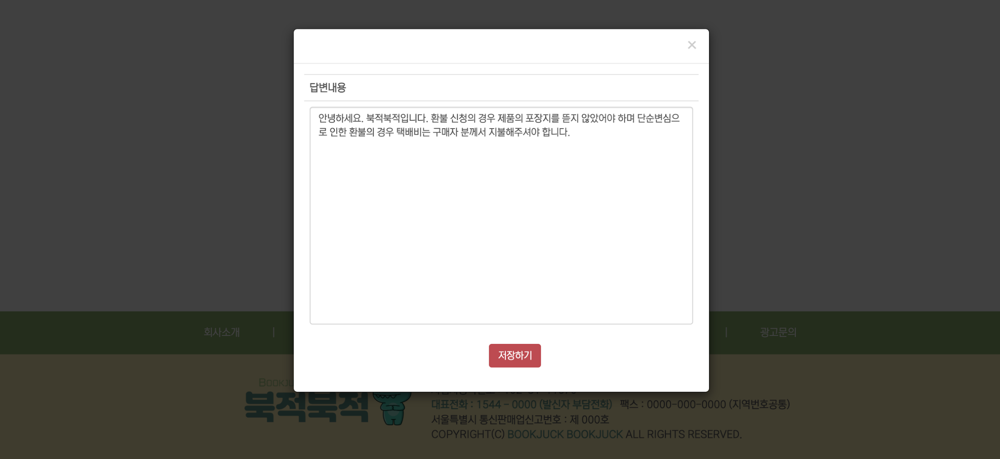 답변내용
안녕하세요. 북적북적입니다. 환불 신청의 경우 제품의 포장지를 뜯지 않았어야 하며 단순변심으
로 인한 환불의 경우 택배비는 구매자 분께서 지불해주셔야 합니다.
저장하기
회사소개 | | 광고문의
북적북적
대표전화 : 1544 - 0000 (발신자 부담전화) 팩스 : 0000-000-0000 (지역번호공통)
서울특별시 통신판매업신고번호 : 제 000호
COPYRIGHT(C) BOOKJUCK BOOKJUCK ALL RIGHTS RESERVED.